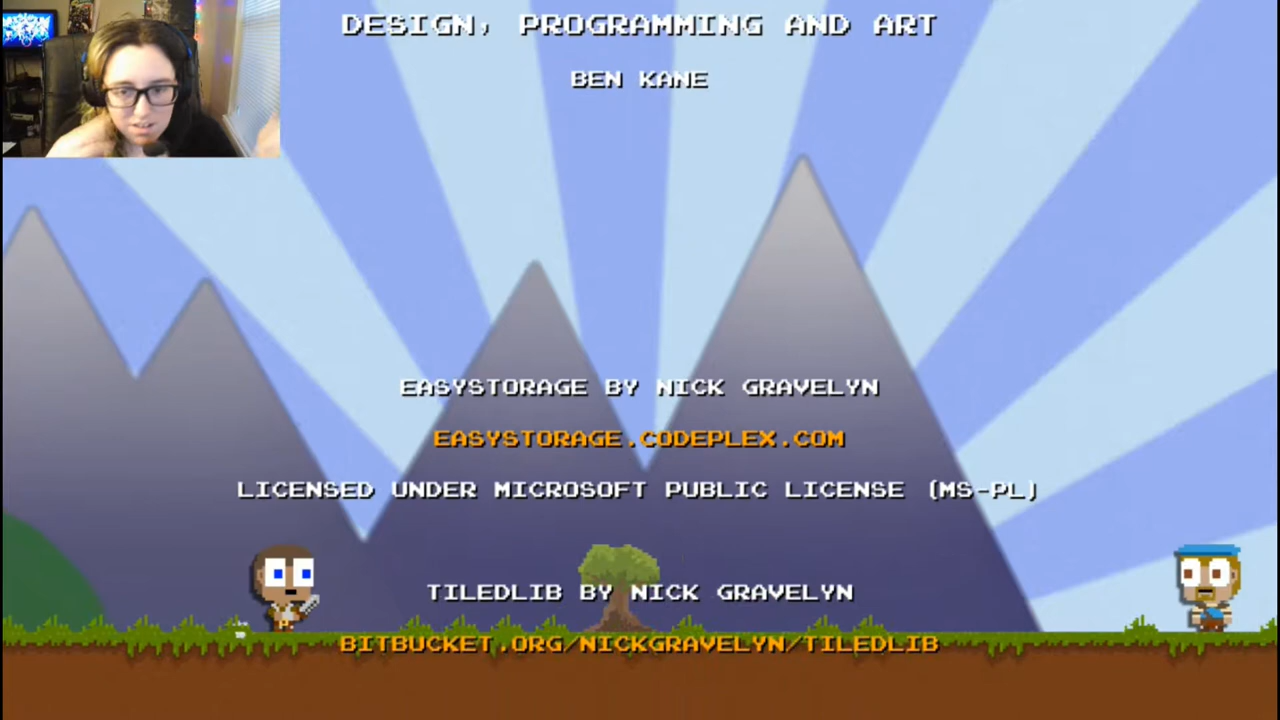 DESIGN, PROGRAMMING AND ART
BEN KANE
EASYSTORAGE BY NICK GRAVELYN
EASYSTORAGE.CODEPLEX.COM
LICENSED UNDER MICROSOFT PUBLIC LICENSE (MS-PL)
TILEDLIB BY NICK GRAVELYN
BITBUCKET.ORG/NICKGRAVELYN/TILEDLIB